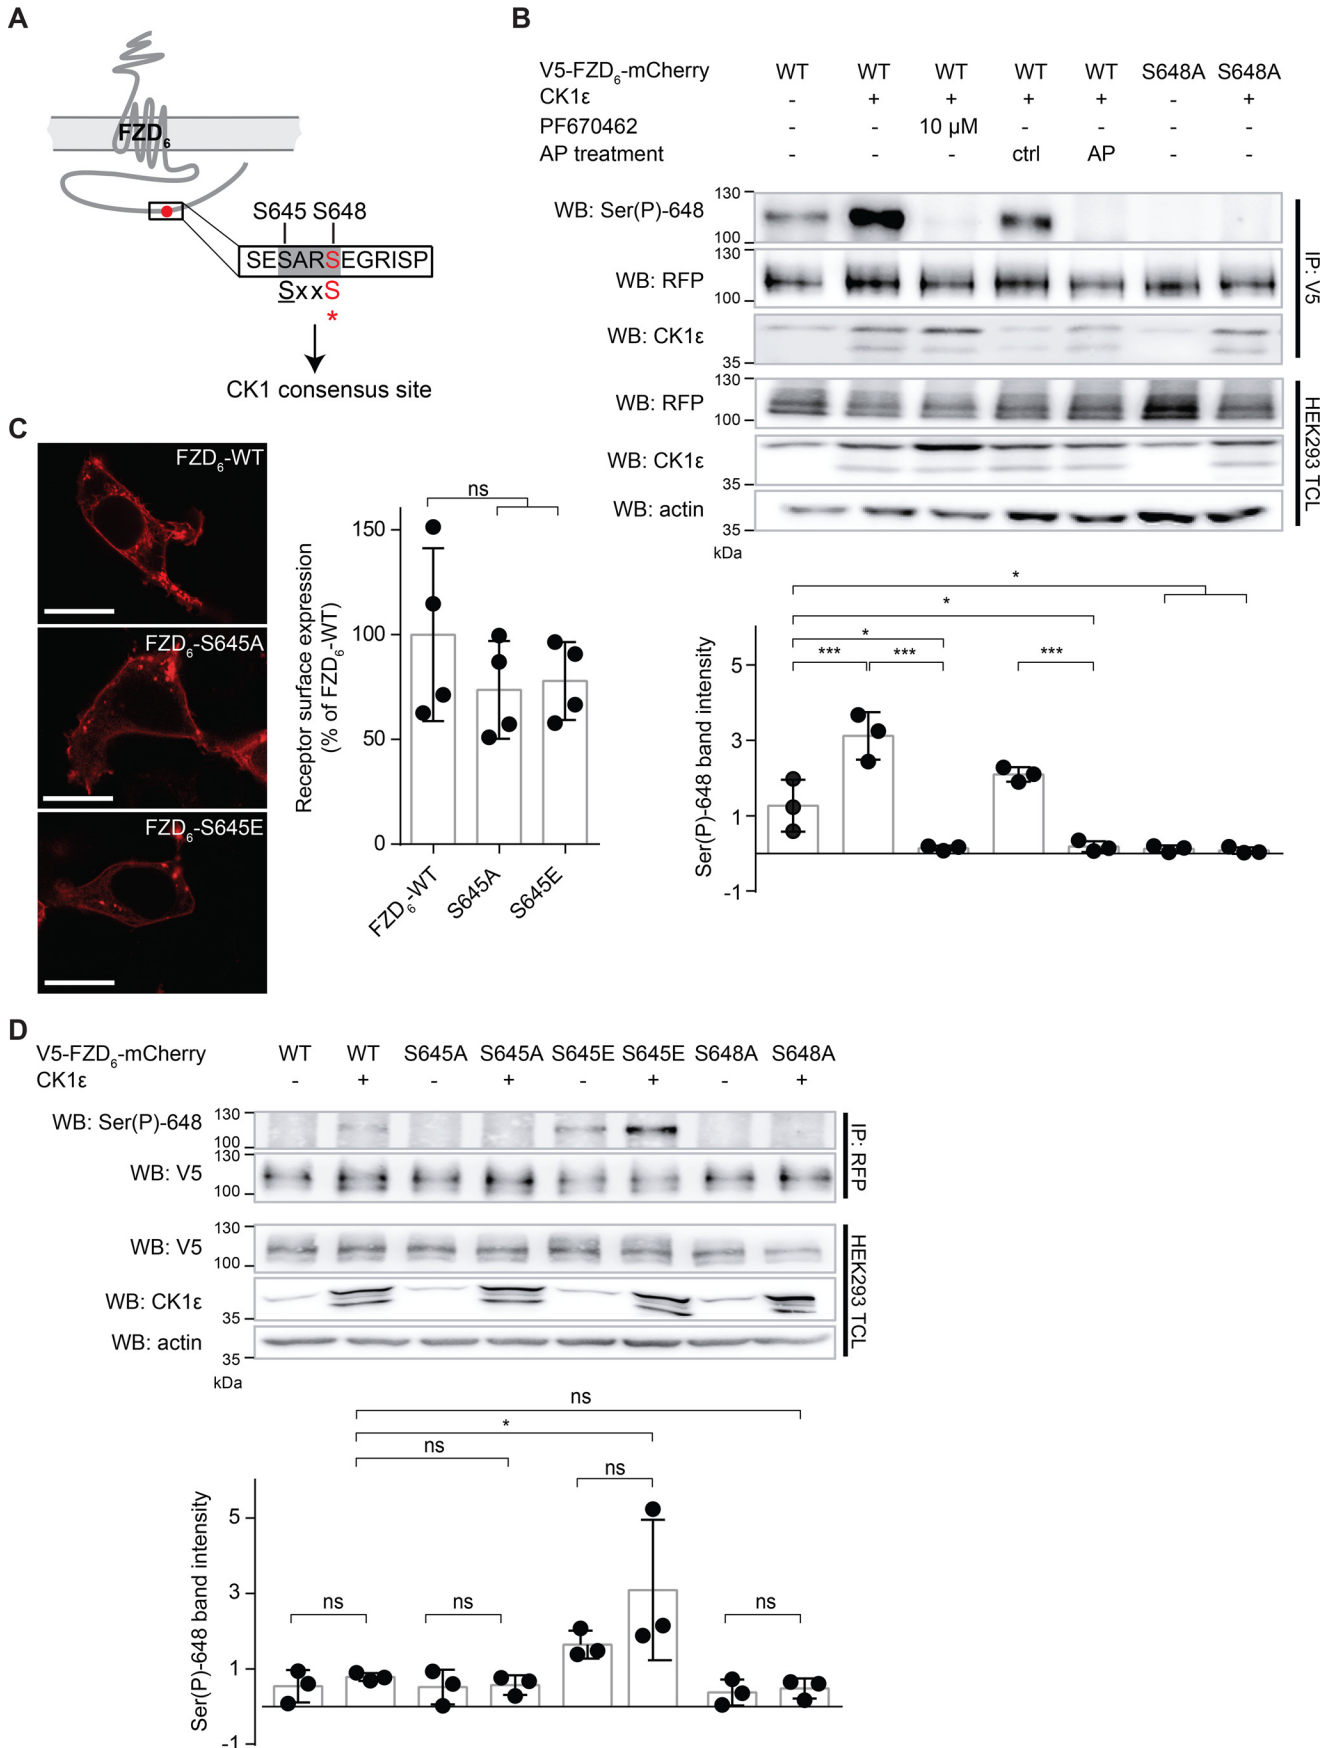 A
FZD6
S645 S648
SESARSEGRISP
SxxS
*
CK1 consensus site
B
V5-FZD6-mCherry WT WT WT WT WT S648A S648A
CK1ε - + + + + - +
PF670462 - - 10 µM - - - -
AP treatment - - - ctrl AP - -
WB: Ser(P)-648 130 100
WB: RFP 130 100
WB: CK1ε 35
IP: V5
WB: RFP 130 100
WB: CK1ε 35
WB: actin 35
HEK293 TCL
kDa
*
*
*
*** *** ***
Ser(P)-648 band intensity
5
3
1
-1
C
FZD6-WT
FZD6-S645A
FZD6-S645E
ns
Receptor surface expression
(% of FZD6-WT)
150
100
50
0
FZD6-WT S645A S645E
D
V5-FZD6-mCherry WT WT S645A S645A S645E S645E S648A S648A
CK1ε - + - + - + - +
WB: Ser(P)-648 130 100
WB: V5 130 100
IP: RFP
WB: V5 130 100
WB: CK1ε 35
WB: actin 35
HEK293 TCL
kDa
ns
*
ns
ns
ns ns ns
Ser(P)-648 band intensity
5
3
1
-1